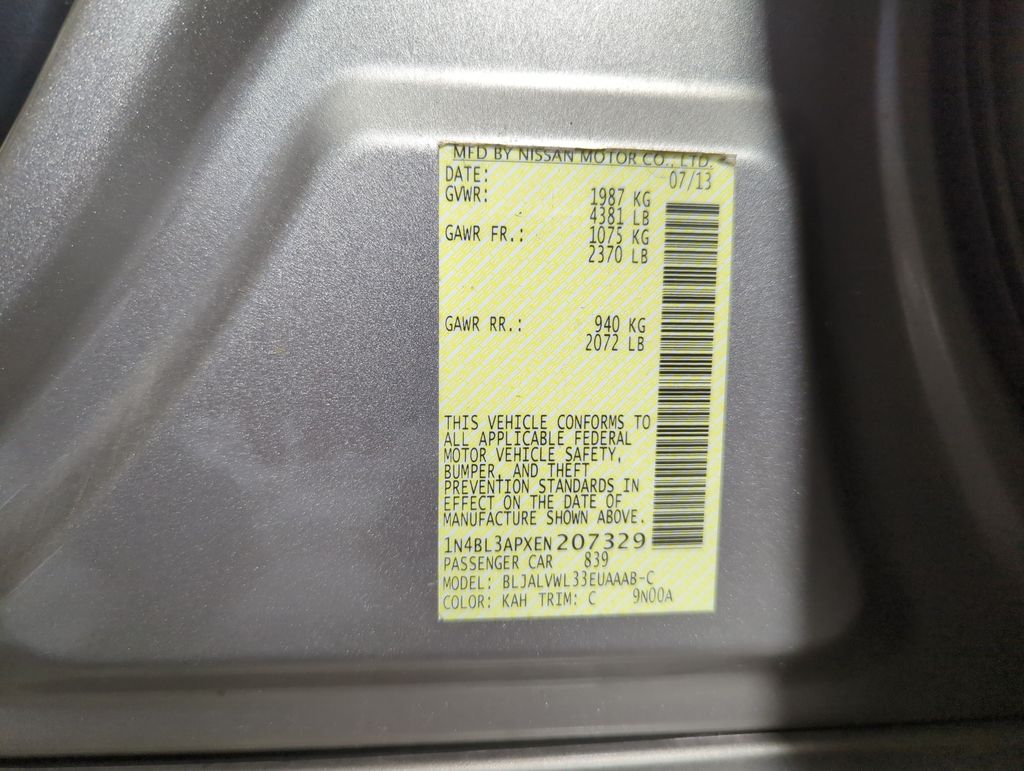 MFD BY NISSAN MOTOR CO., LTD.
DATE: 07/13
GVWR: 1987 KG
4381 LB
GAWR FR.: 1075 KG
2370 LB
GAWR RR.: 940 KG
2072 LB
THIS VEHICLE CONFORMS TO
ALL APPLICABLE FEDERAL
MOTOR VEHICLE SAFETY,
BUMPER, AND THEFT
PREVENTION STANDARDS IN
EFFECT ON THE DATE OF
MANUFACTURE SHOWN ABOVE.
1N4BL3APXEN207329
PASSENGER CAR 839
MODEL: BLJALVWL33EUAAAB-C
COLOR: KAH TRIM: C 9N00A